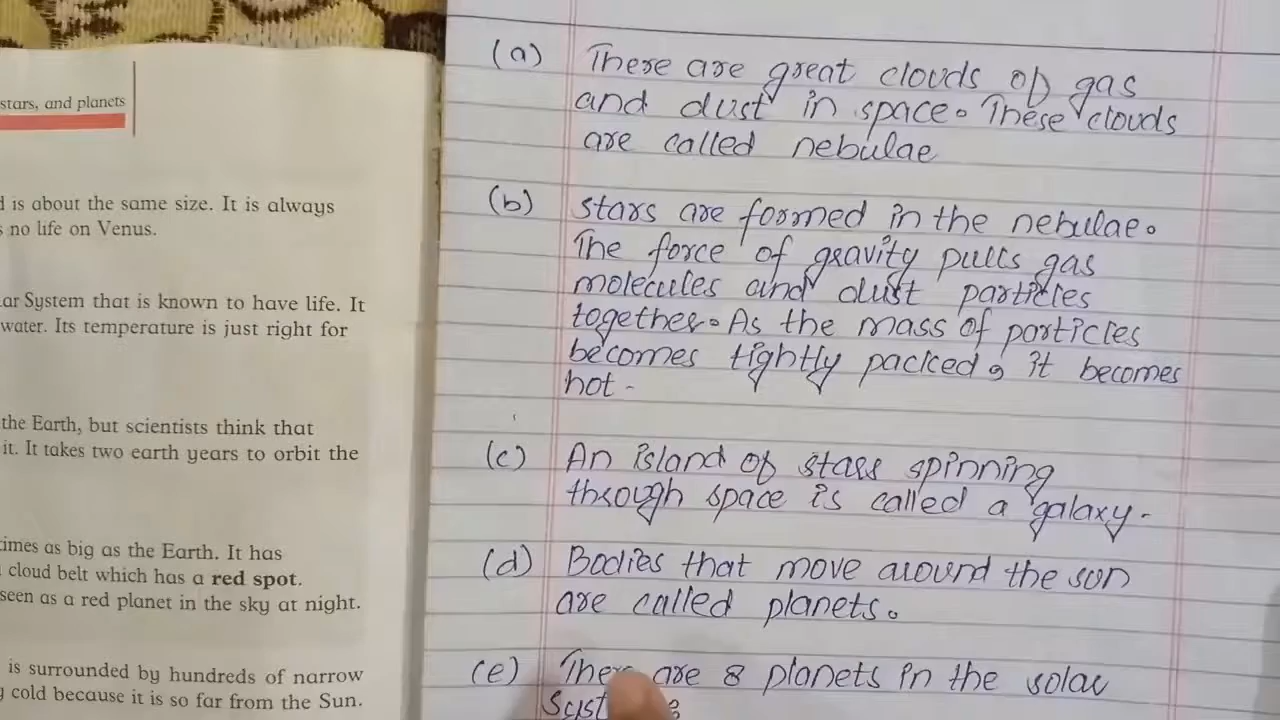 stars, and planets
d is about the same size. It is always
s no life on Venus.
ar System that is known to have life. It
water. Its temperature is just right for
the Earth, but scientists think that
it. It takes two earth years to orbit the
times as big as the Earth. It has
cloud belt which has a red spot.
seen as a red planet in the sky at night.
is surrounded by hundreds of narrow
y cold because it is so far from the Sun.
(a) There are great clouds of gas
and dust in space. These clouds
are called nebulae
(b) stars are formed in the nebulae.
The force of gravity pulls gas
molecules and dust particles
together. As the mass of particles
becomes tightly packed, it becomes
hot.
(c) An island of stars spinning
through space is called a galaxy.
(d) Bodies that move around the sun
are called planets.
(e) There are 8 planets in the solar